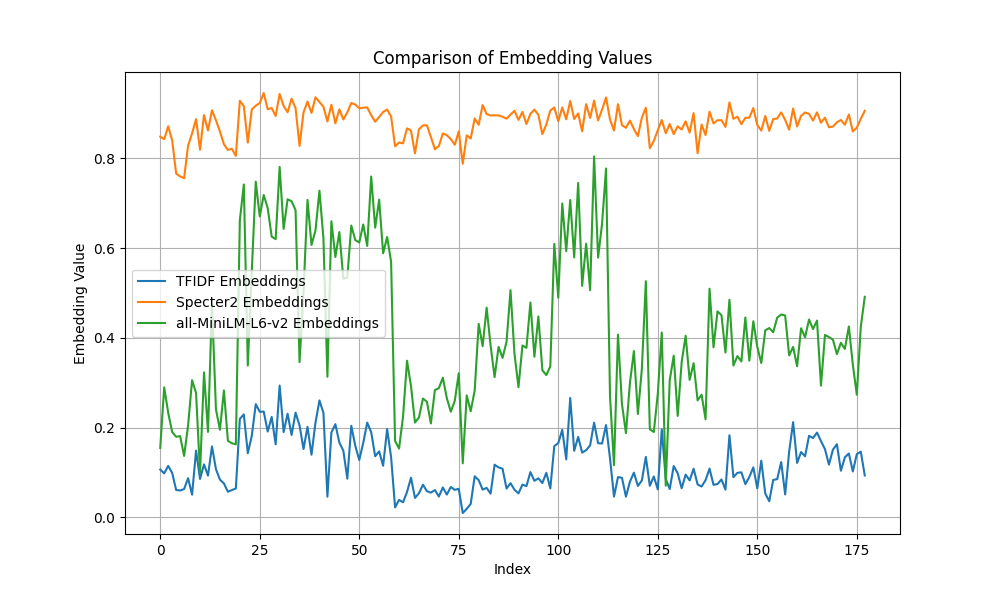 Comparison of Embedding Values
Embedding Value
0.8
0.6
0.4
0.2
0.0
TFIDF Embeddings
Specter2 Embeddings
all-MiniLM-L6-v2 Embeddings
0 25 50 75 100 125 150 175
Index